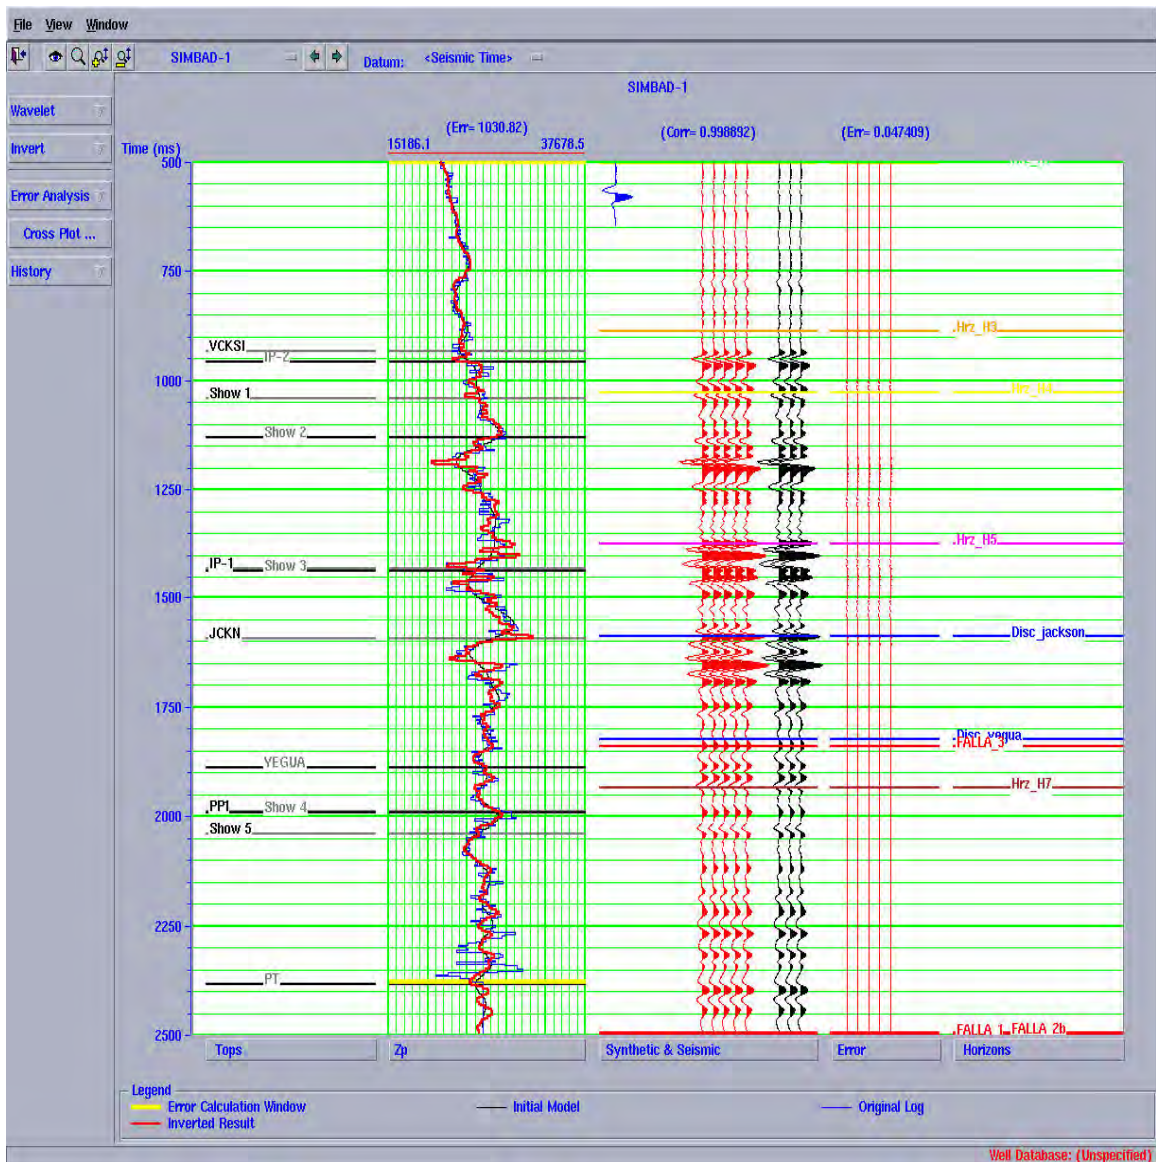 File View Window
SIMBAD-1 Datum: <Seismic Time>
SIMBAD-1
Wavelet
Invert
Error Analysis
Cross Plot ...
History
(Err= 1030.82) (Corr= 0.998892) (Err= 0.047409)
Time (ms) 15186.1 37678.5
500
750
Hrz_H3
VCKSI
IP-2
1000
Hrz_H4
Show 1
Show 2
1250
Hrz_H5
IP-1 Show 3
1500
JCKN Disc_jackson
1750
Disc_yegua
FALLA_3
YEGUA
Hrz_H7
PP1 Show 4
2000
Show 5
2250
PT
2500 FALLA_1 FALLA_2b
Tops Zp Synthetic & Seismic Error Horizons
Legend
Error Calculation Window Initial Model Original Log
Inverted Result
Well Database: (Unspecified)